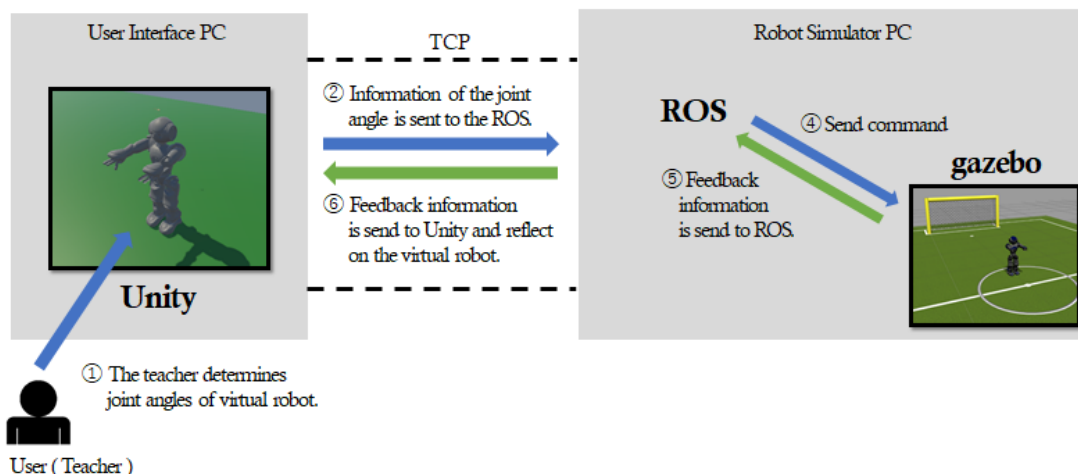 User Interface PC
TCP
Robot Simulator PC
② Information of the joint
angle is sent to the ROS.
ROS
④ Send command
gazebo
⑤ Feedback
information
is send to ROS.
⑥ Feedback information
is send to Unity and reflect
on the virtual robot.
Unity
① The teacher determines
joint angles of virtual robot.
User ( Teacher )